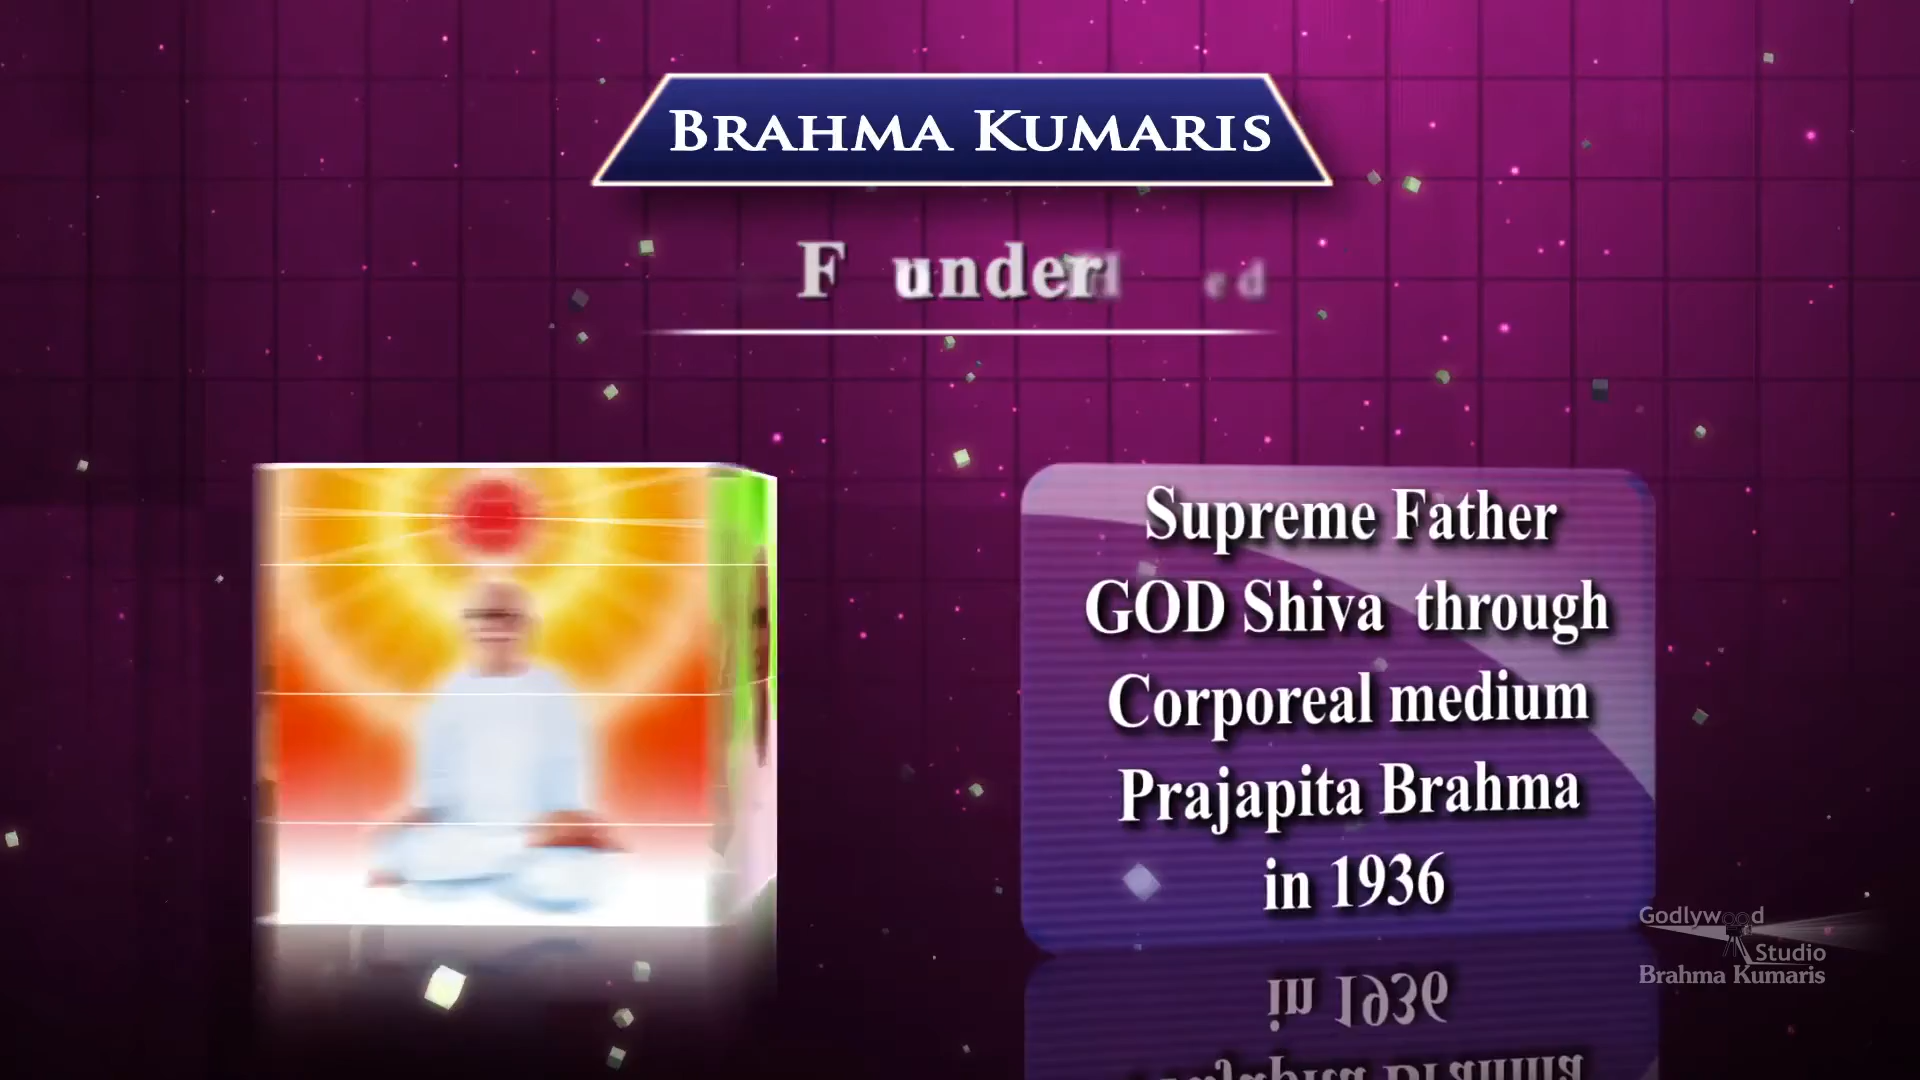 BRAHMA KUMARIS
Supreme Father
GOD Shiva through
Corporeal medium
Prajapita Brahma
in 1936
Godlywood
Studio
Brahma Kumaris